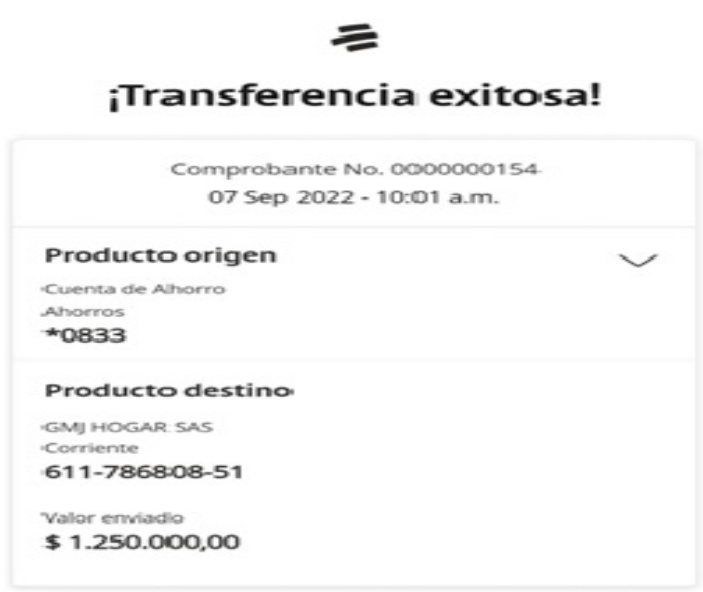 ¡Transferencia exitosa!
Comprobante No. 0000000154
07 Sep 2022 - 10:01 a.m.
Producto origen
Cuenta de Ahorro
Ahorros
*0833
Producto destino
GMJ HOGAR SAS
Corriente
611-786808-51
Valor enviado
$ 1.250.000,00